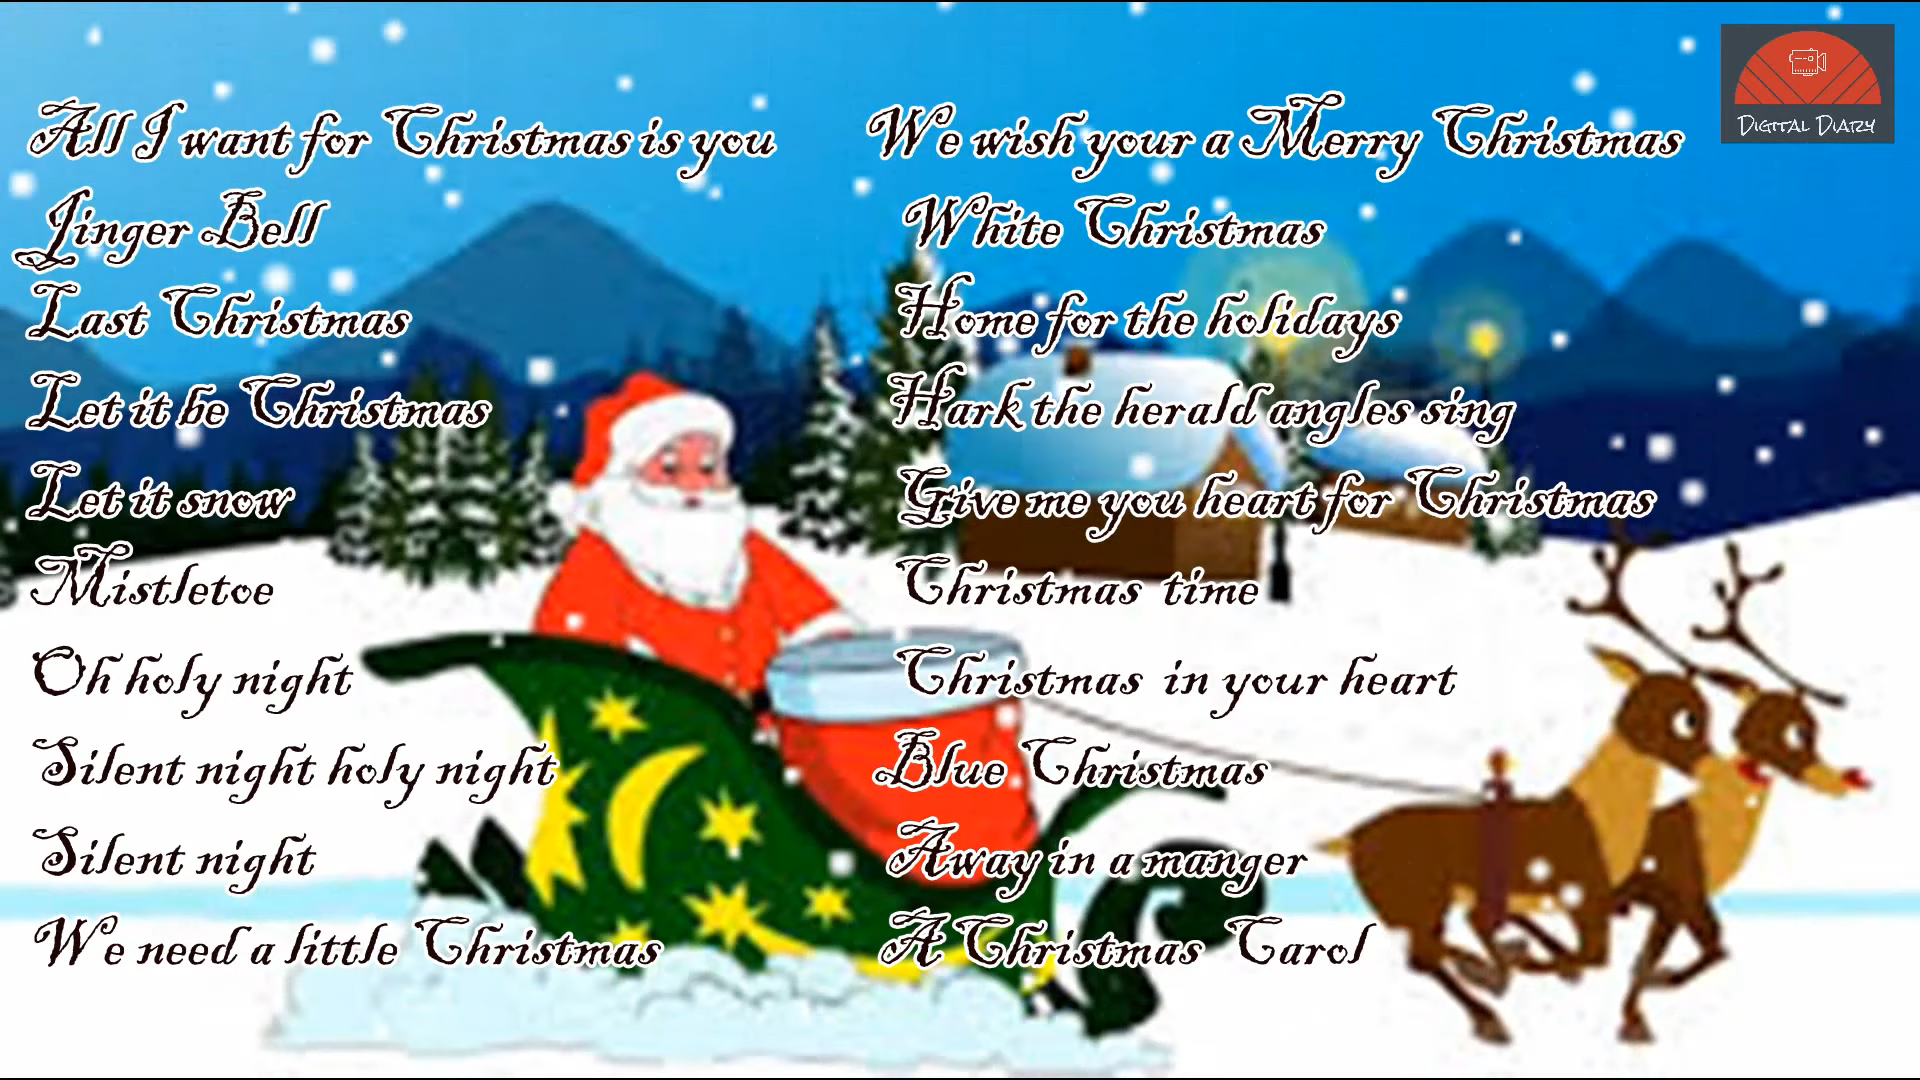 All I want for Christmas is you
Jinger Bell
Last Christmas
Let it be Christmas
Let it snow
Mistletoe
Oh holy night
Silent night holy night
Silent night
We need a little Christmas
We wish your a Merry Christmas
White Christmas
Home for the holidays
Hark the herald angles sing
Give me you heart for Christmas
Christmas time
Christmas in your heart
Blue Christmas
Away in a manger
A Christmas Carol
Digital Diary